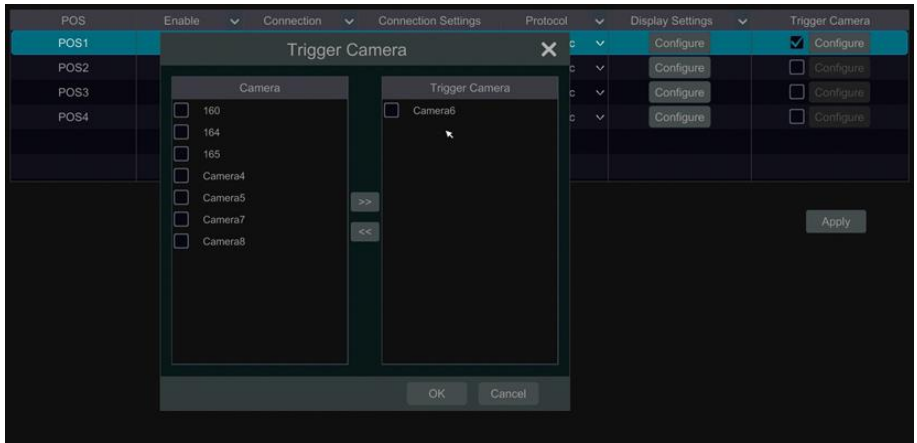 POS Enable Connection Connection Settings Protocol Display Settings Trigger Camera
POS1 c Configure Configure
POS2 c Configure Configure
POS3 c Configure Configure
POS4 c Configure Configure
Trigger Camera
Camera Trigger Camera
160 Camera6
164
165
Camera4
Camera5
>>
Camera7
<<
Camera8
Apply
OK Cancel